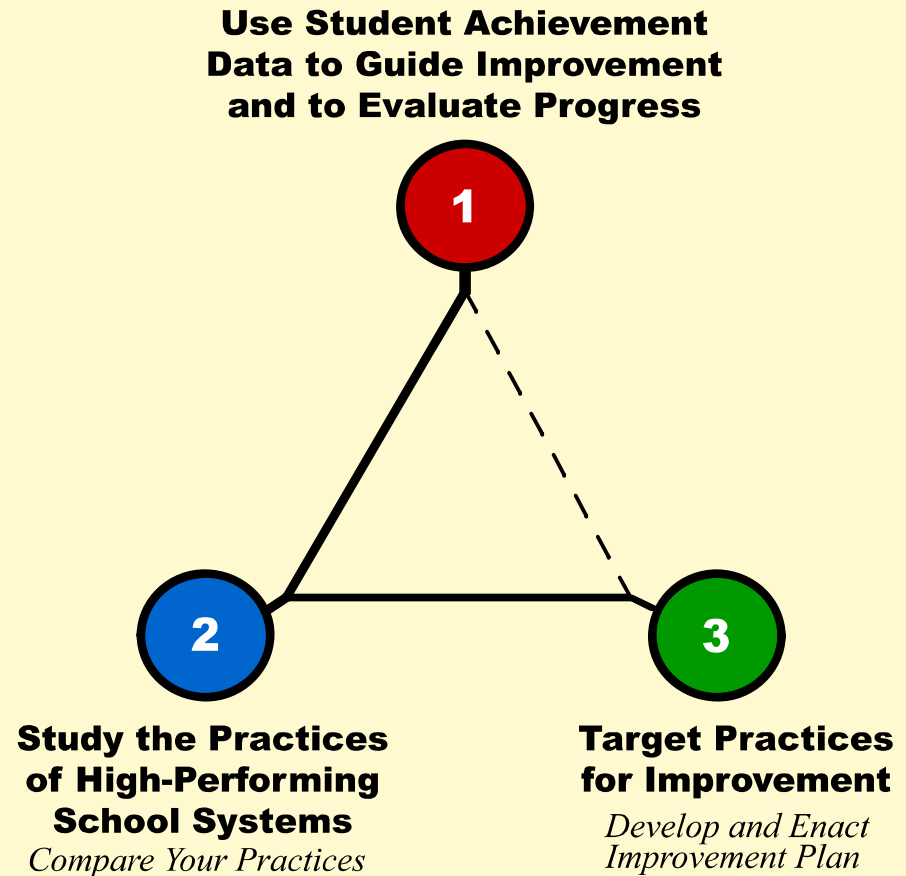 Use Student Achievement
Data to Guide Improvement
and to Evaluate Progress
1
2
3
Study the Practices
of High-Performing
School Systems
Compare Your Practices
Target Practices
for Improvement
Develop and Enact
Improvement Plan